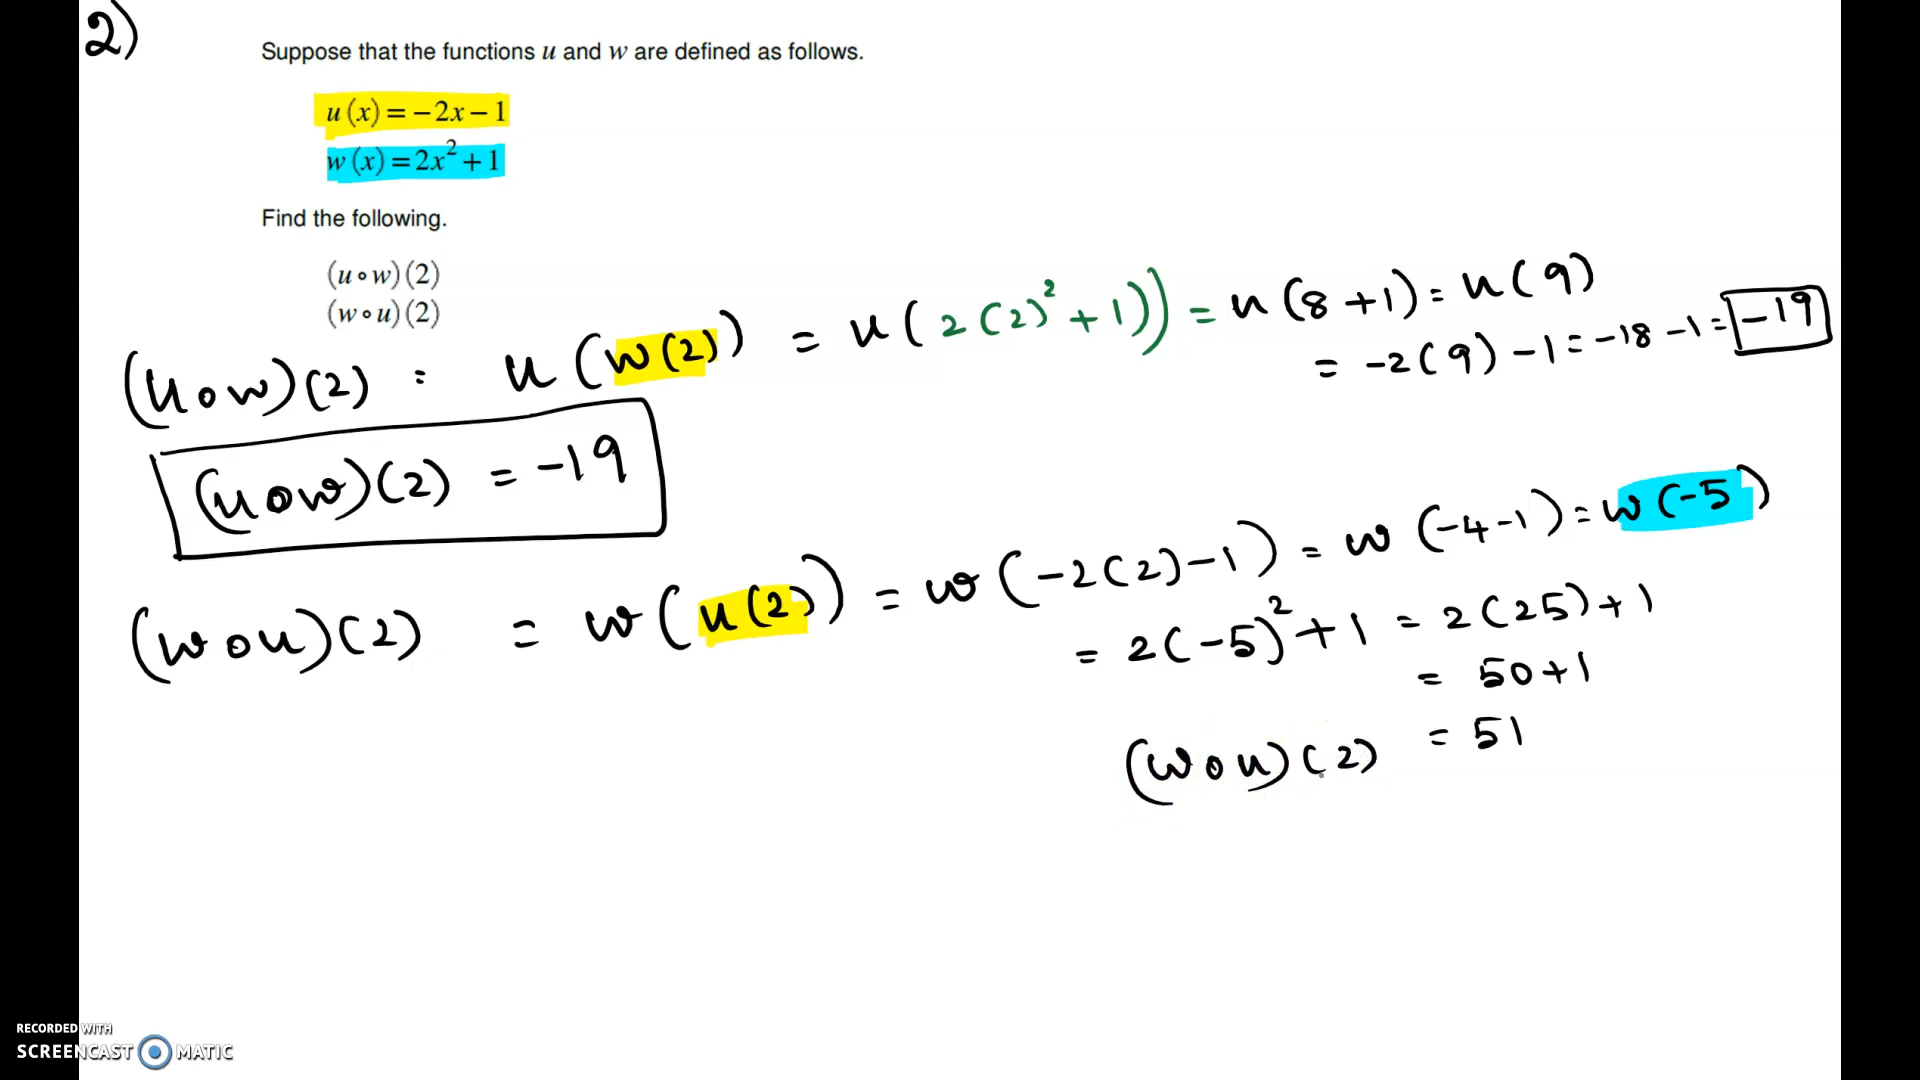 2)
Suppose that the functions u and w are defined as follows.
u(x) = −2x − 1
w(x) = 2x² + 1
Find the following.
(u ∘ w)(2)
(w ∘ u)(2)
(u∘w)(2) = u(w(2)) = u(2(2)²+1)) = u(8+1) = u(9)
= -2(9)-1 = -18-1 = -19
(u∘w)(2) = -19
(w∘u)(2) = w(u(2)) = w(-2(2)-1) = w(-4-1) = w(-5)
= 2(-5)²+1 = 2(25)+1
= 50+1
(w∘u)(2) = 51
RECORDED WITH
SCREENCAST MATIC